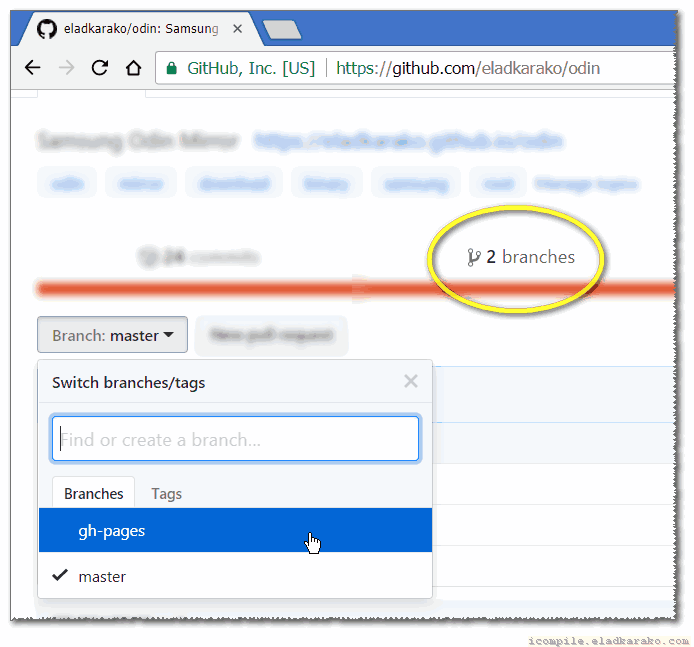 eladkarako/odin: Samsung
GitHub, Inc. [US] https://github.com/eladkarako/odin
Samsung Odin Mirror https://eladkarako.github.io/odin
odin mirror download binary samsung root Manage topics
24 commits 2 branches
Branch: master New pull request
Switch branches/tags
Find or create a branch...
Branches Tags
gh-pages
master
icompile.eladkarako.com